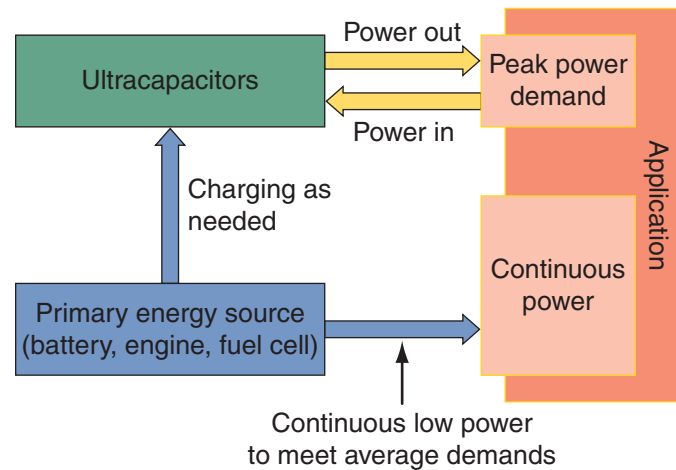 Power out
Ultracapacitors
Peak power
demand
Power in
Application
Charging as
needed
Continuous
power
Primary energy source
(battery, engine, fuel cell)
Continuous low power
to meet average demands